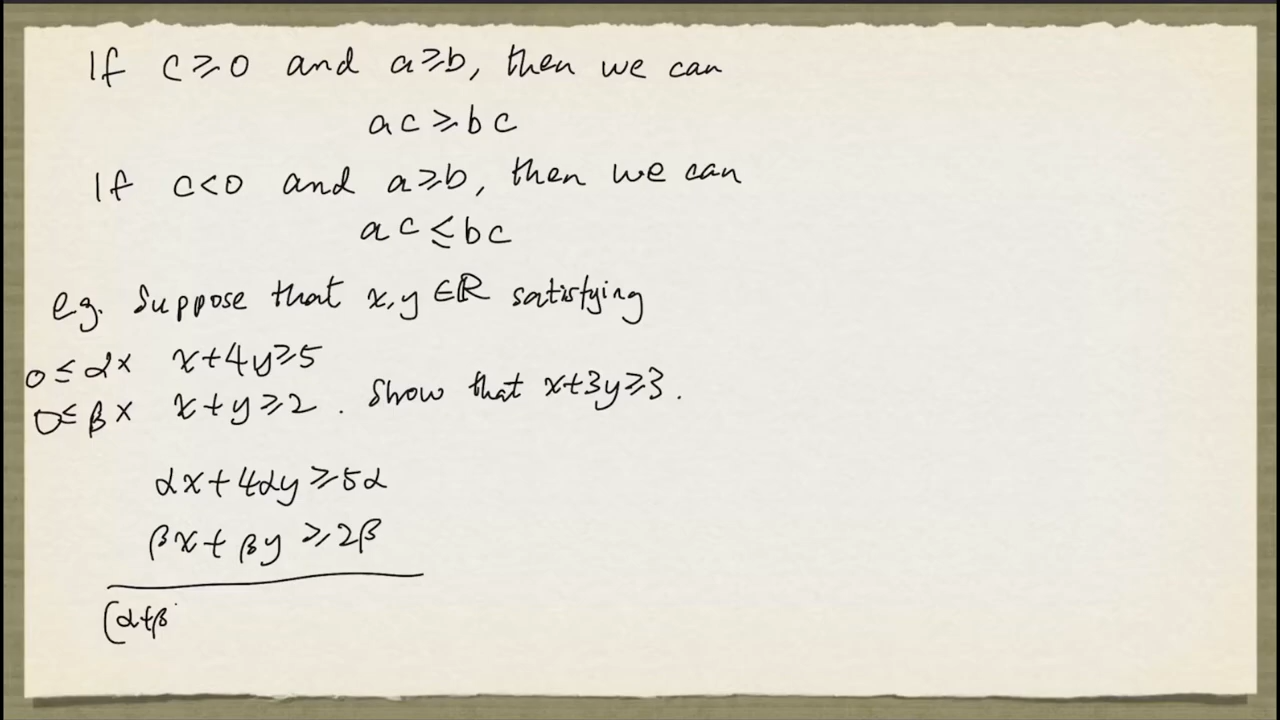 If c ≥ 0 and a ≥ b, then we can
ac ≥ bc
If c < 0 and a ≥ b, then we can
ac ≤ bc
e.g. Suppose that x, y ∈ ℝ satisfying
0 ≤ α × x + 4y ≥ 5
0 ≤ β × x + y ≥ 2 . Show that x + 3y ≥ 3 .
αx + 4αy ≥ 5α
βx + βy ≥ 2β
(α+β